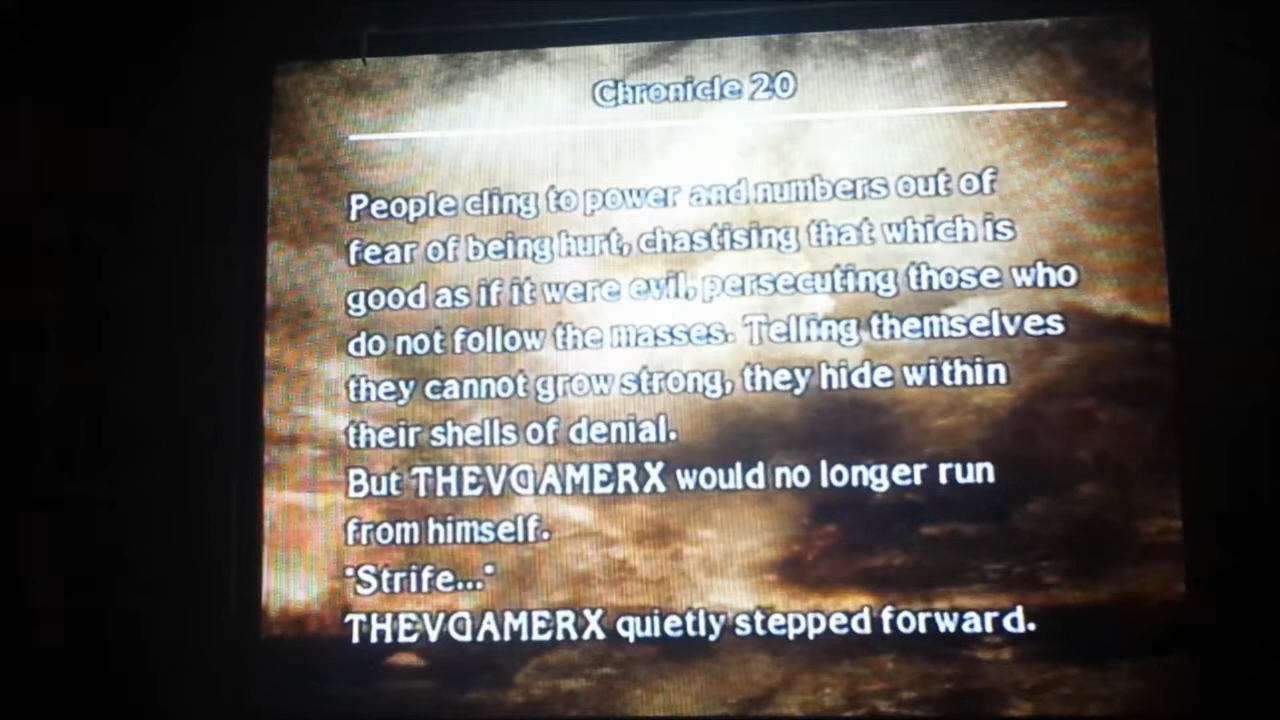 Chronicle 20
People cling to power and numbers out of
fear of being hurt, chastising that which is
good as if it were evil, persecuting those who
do not follow the masses. Telling themselves
they cannot grow strong, they hide within
their shells of denial.
But THEVGAMERX would no longer run
from himself.
"Strife..."
THEVGAMERX quietly stepped forward.